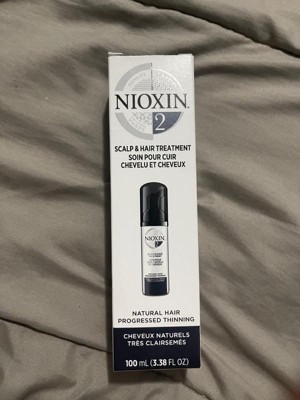 NIOXIN
2
SCALP & HAIR TREATMENT
SOIN POUR CUIR
CHEVELU ET CHEVEUX
NIOXIN
2
NATURAL HAIR
PROGRESSED THINNING
CHEVEUX NATURELS
TRÈS CLAIRSEMÉS
100 mL (3.38 FL OZ)